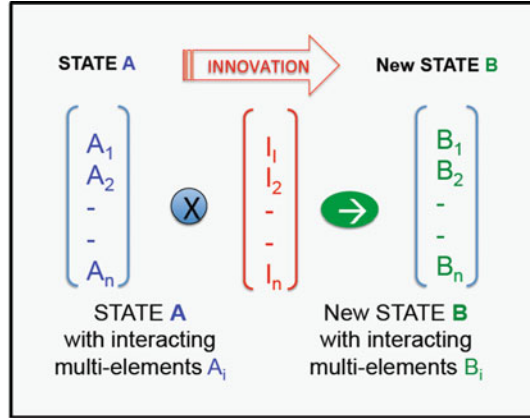 STATE A INNOVATION New STATE B
A1 I1 B1
A2 I2 B2
- X - → -
- - -
An In Bn
STATE A New STATE B
with interacting with interacting
multi-elements Ai multi-elements Bi